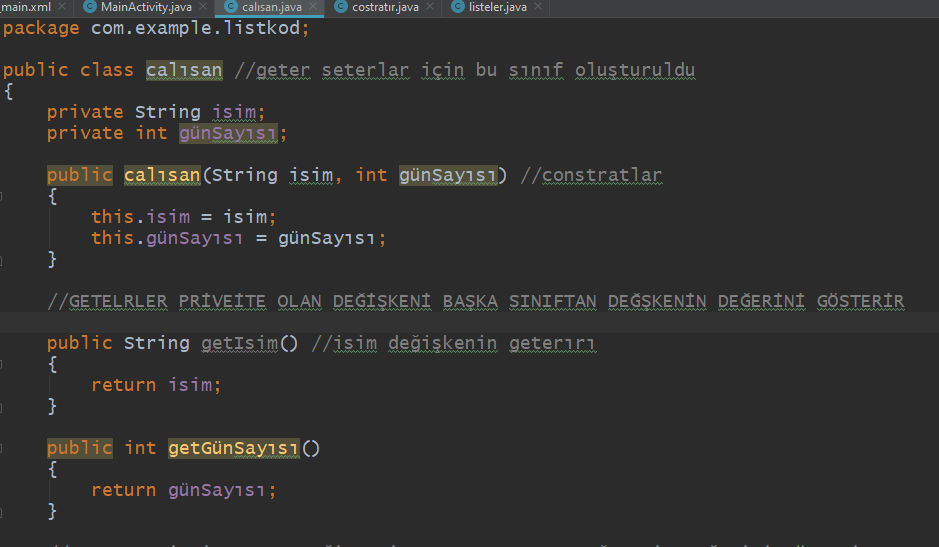 _main.xml MainActivity.java calısan.java costratır.java listeler.java
package com.example.listkod;
public class calısan //geter seterlar için bu sınıf oluşturuldu
{
private String isim;
private int günSayısı;
public calısan(String isim, int günSayısı) //constratlar
{
this.isim = isim;
this.günSayısı = günSayısı;
}
//GETELRLER PRİVEİTE OLAN DEĞİŞKENİ BAŞKA SINIFTAN DEĞŞKENİN DEĞERİNİ GÖSTERİR
public String getIsim() //isim değişkenin geterırı
{
return isim;
}
public int getGünSayısı()
{
return günSayısı;
}